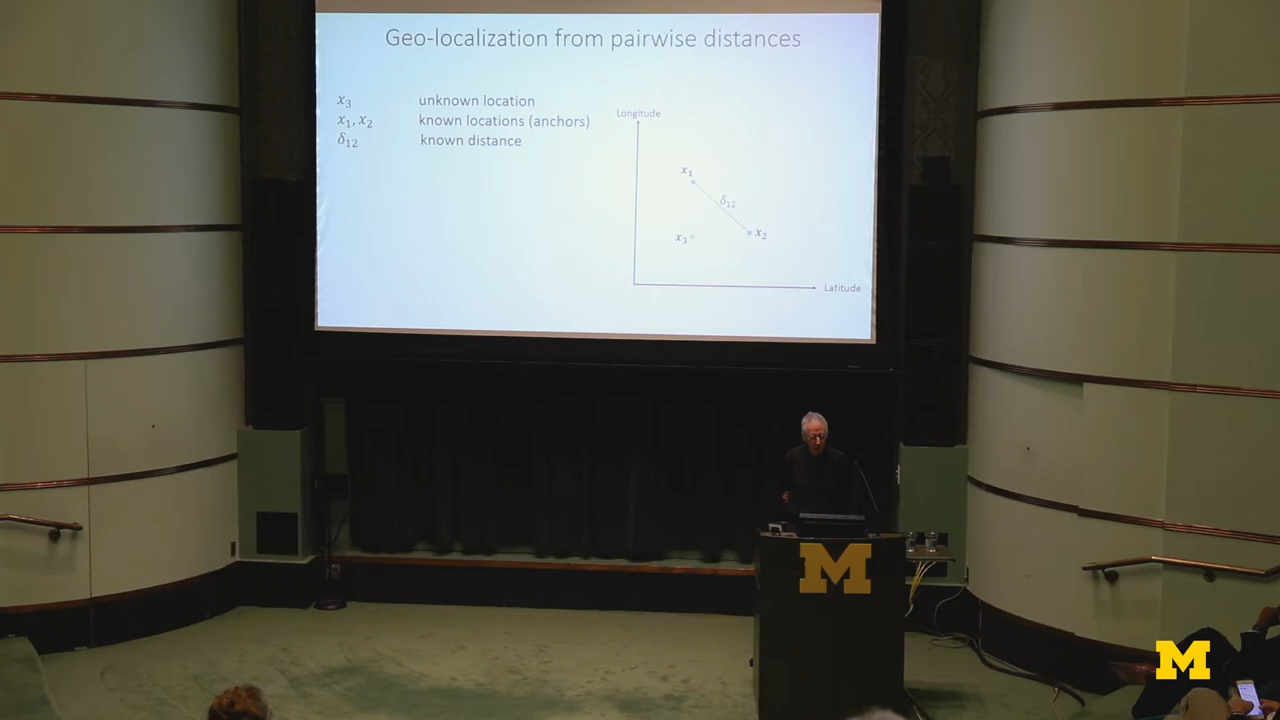 Geo-localization from pairwise distances
x₃ unknown location
x₁, x₂ known locations (anchors)
δ₁₂ known distance
Longitude
x₁
δ₁₂
x₃
x₂
Latitude
M
M